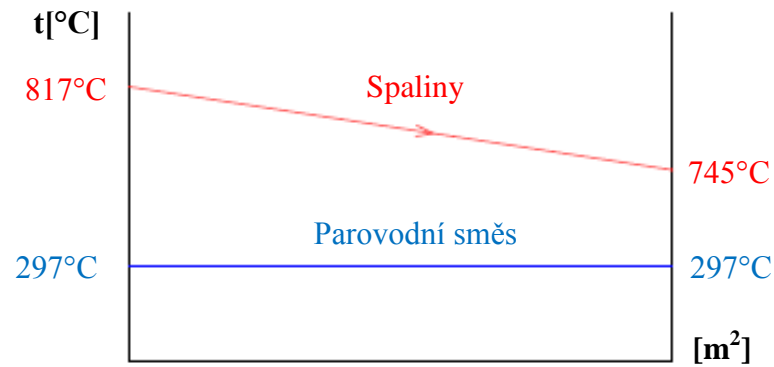 t[°C]
817°C
Spaliny
745°C
Parovodní směs
297°C
297°C
[m²]